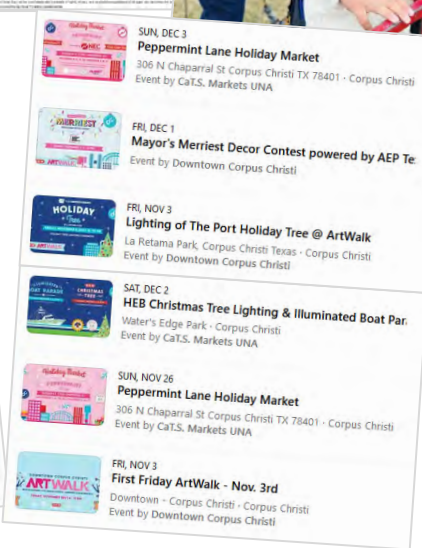 SUN, DEC 3
Peppermint Lane Holiday Market
306 N Chaparral St Corpus Christi TX 78401 · Corpus Christi
Event by CaT.S. Markets UNA
FRI, DEC 1
Mayor's Merriest Decor Contest powered by AEP Te
Event by Downtown Corpus Christi
HOLIDAY
Tree
FRI, NOV 3
Lighting of The Port Holiday Tree @ ArtWalk
La Retama Park, Corpus Christi Texas · Corpus Christi
Event by Downtown Corpus Christi
SAT, DEC 2
HEB Christmas Tree Lighting & Illuminated Boat Par
Water's Edge Park · Corpus Christi
Event by CaT.S. Markets UNA
SUN, NOV 26
Peppermint Lane Holiday Market
306 N Chaparral St Corpus Christi TX 78401 · Corpus Christi
Event by CaT.S. Markets UNA
ARTWALK
FRI, NOV 3
First Friday ArtWalk - Nov. 3rd
Downtown - Corpus Christi · Corpus Christi
Event by Downtown Corpus Christi